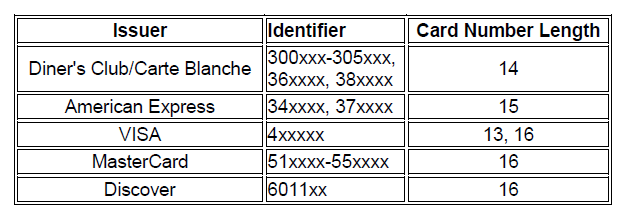 Issuer Identifier Card Number Length
Diner's Club/Carte Blanche 300xxx-305xxx,
36xxxx, 38xxxx 14
American Express 34xxxx, 37xxxx 15
VISA 4xxxxx 13, 16
MasterCard 51xxxx-55xxxx 16
Discover 6011xx 16